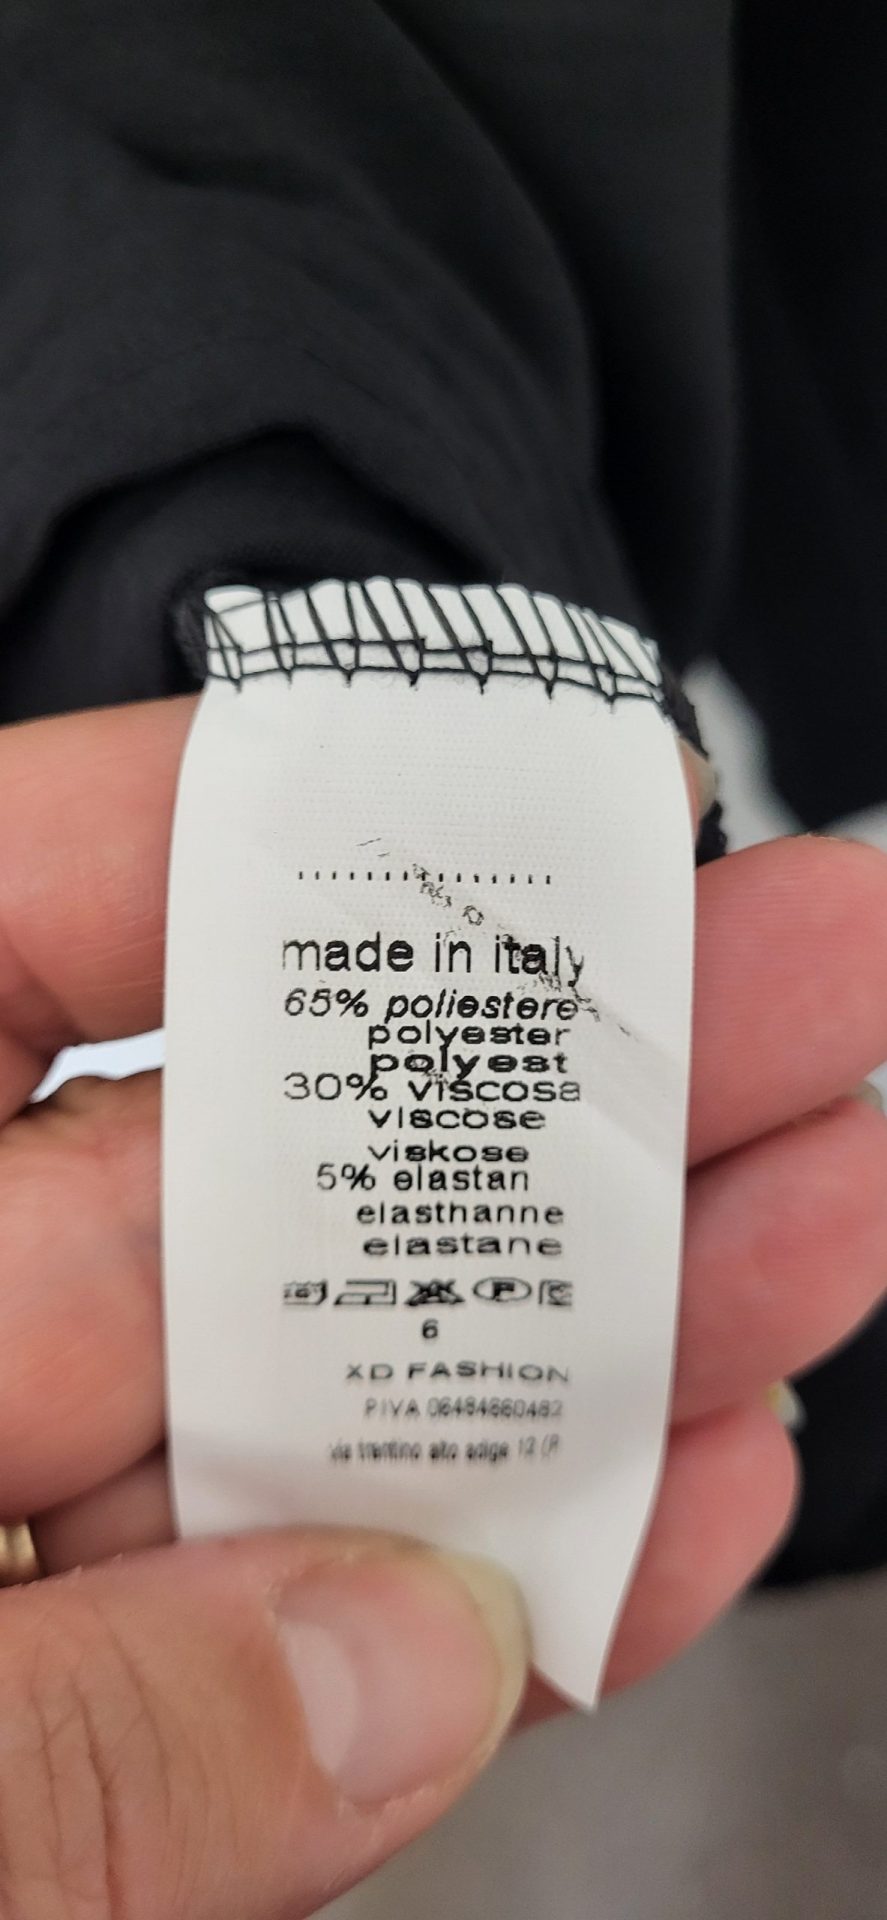 made in italy
65% poliestere
polyester
polyest
30% viscosa
viscose
viskose
5% elastan
elasthanne
elastane
6
XD FASHION
P.IVA 06484660482
via trentino alto adige 12 (P